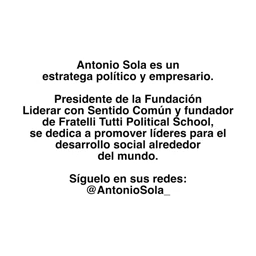 Antonio Sola es un
estratega político y empresario.
Presidente de la Fundación
Liderar con Sentido Común y fundador
de Fratelli Tutti Political School,
se dedica a promover líderes para el
desarrollo social alrededor
del mundo.
Síguelo en sus redes:
@AntonioSola_